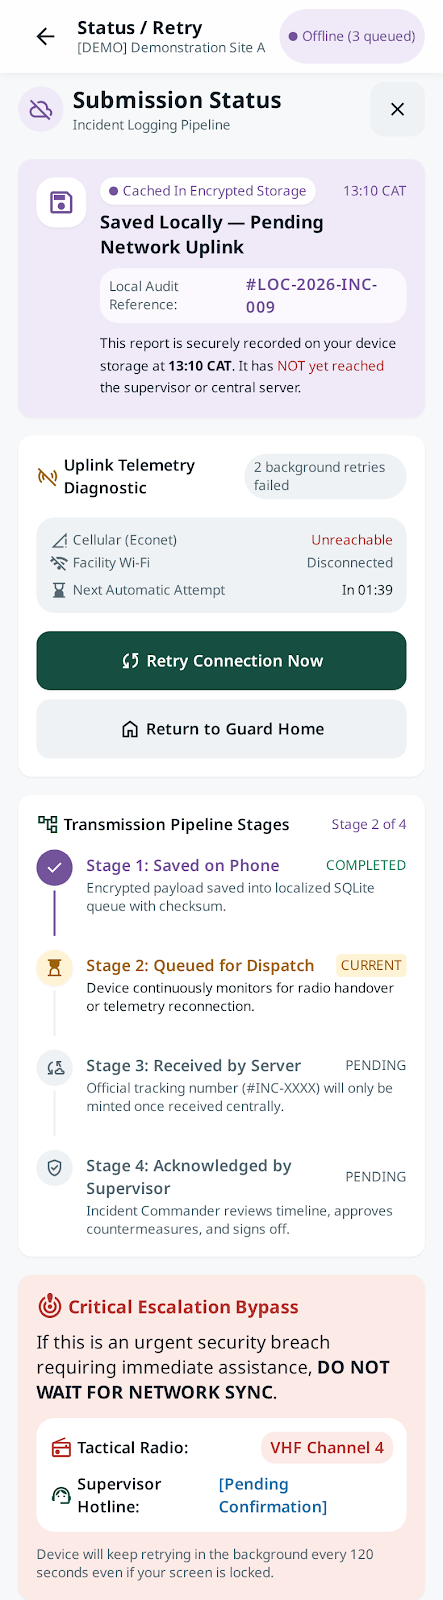 Status / Retry
[DEMO] Demonstration Site A
Offline (3 queued)
Submission Status
Incident Logging Pipeline
Cached In Encrypted Storage
13:10 CAT
Saved Locally — Pending
Network Uplink
Local Audit
Reference:
#LOC-2026-INC-
009
This report is securely recorded on your device
storage at 13:10 CAT. It has NOT yet reached
the supervisor or central server.
Uplink Telemetry
Diagnostic
2 background retries
failed
Cellular (Econet)
Unreachable
Facility Wi-Fi
Disconnected
Next Automatic Attempt
In 01:39
Retry Connection Now
Return to Guard Home
Transmission Pipeline Stages
Stage 2 of 4
Stage 1: Saved on Phone
COMPLETED
Encrypted payload saved into localized SQLite
queue with checksum.
Stage 2: Queued for Dispatch
CURRENT
Device continuously monitors for radio handover
or telemetry reconnection.
Stage 3: Received by Server
PENDING
Official tracking number (#INC-XXXX) will only be
minted once received centrally.
Stage 4: Acknowledged by
Supervisor
PENDING
Incident Commander reviews timeline, approves
countermeasures, and signs off.
Critical Escalation Bypass
If this is an urgent security breach
requiring immediate assistance, DO NOT
WAIT FOR NETWORK SYNC.
Tactical Radio:
VHF Channel 4
Supervisor
Hotline:
[Pending
Confirmation]
Device will keep retrying in the background every 120
seconds even if your screen is locked.